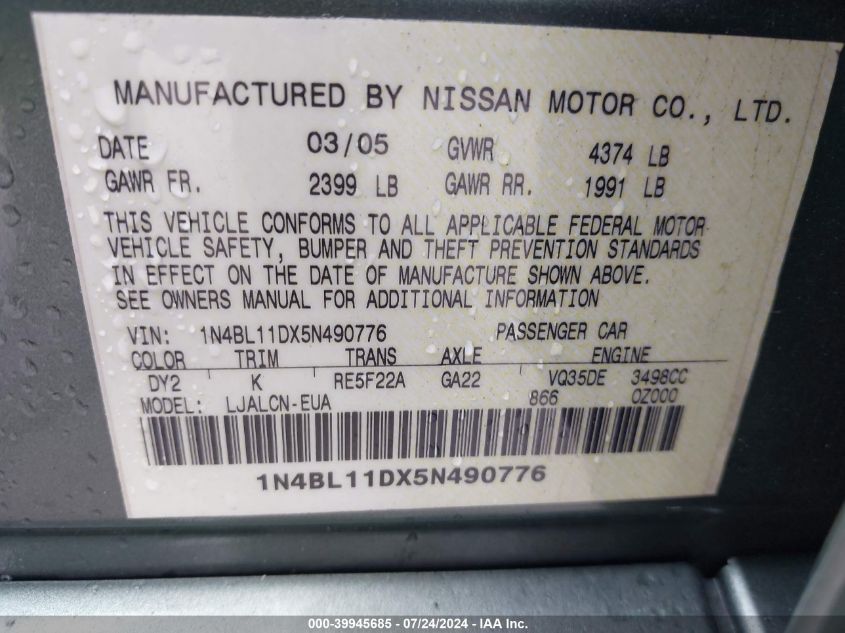 MANUFACTURED BY NISSAN MOTOR CO., LTD.
DATE 03/05 GVWR 4374 LB
GAWR FR. 2399 LB GAWR RR. 1991 LB
THIS VEHICLE CONFORMS TO ALL APPLICABLE FEDERAL MOTOR
VEHICLE SAFETY, BUMPER AND THEFT PREVENTION STANDARDS
IN EFFECT ON THE DATE OF MANUFACTURE SHOWN ABOVE.
SEE OWNERS MANUAL FOR ADDITIONAL INFORMATION
VIN: 1N4BL11DX5N490776 PASSENGER CAR
COLOR TRIM TRANS AXLE ENGINE
DY2 K RE5F22A GA22 VQ35DE 3498CC
MODEL: LJALCN-EUA 866 0Z000
1N4BL11DX5N490776
000-39945685 - 07/24/2024 - IAA Inc.